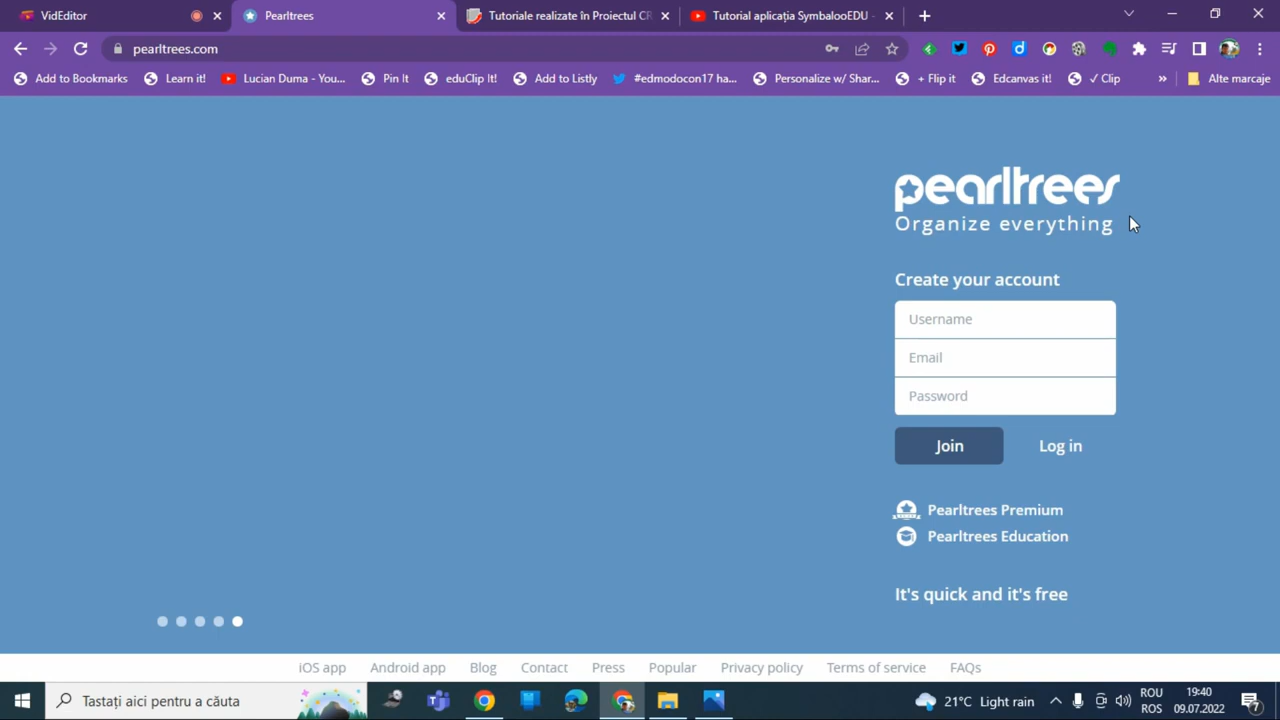 VidEditor
Pearltrees
Tutoriale realizate în Proiectul CR
Tutorial aplicația SymbalooEDU -
pearltrees.com
Add to Bookmarks
Learn it!
Lucian Duma - You...
Pin It
eduClip It!
Add to Listly
#edmodocon17 ha...
Personalize w/ Shar...
+ Flip it
Edcanvas it!
✓ Clip
»
Alte marcaje
pearltrees
Organize everything
Create your account
Username
Email
Password
Join
Log in
Pearltrees Premium
Pearltrees Education
It's quick and it's free
iOS app
Android app
Blog
Contact
Press
Popular
Privacy policy
Terms of service
FAQs
Tastați aici pentru a căuta
21°C Light rain
ROU
ROS
19:40
09.07.2022
7